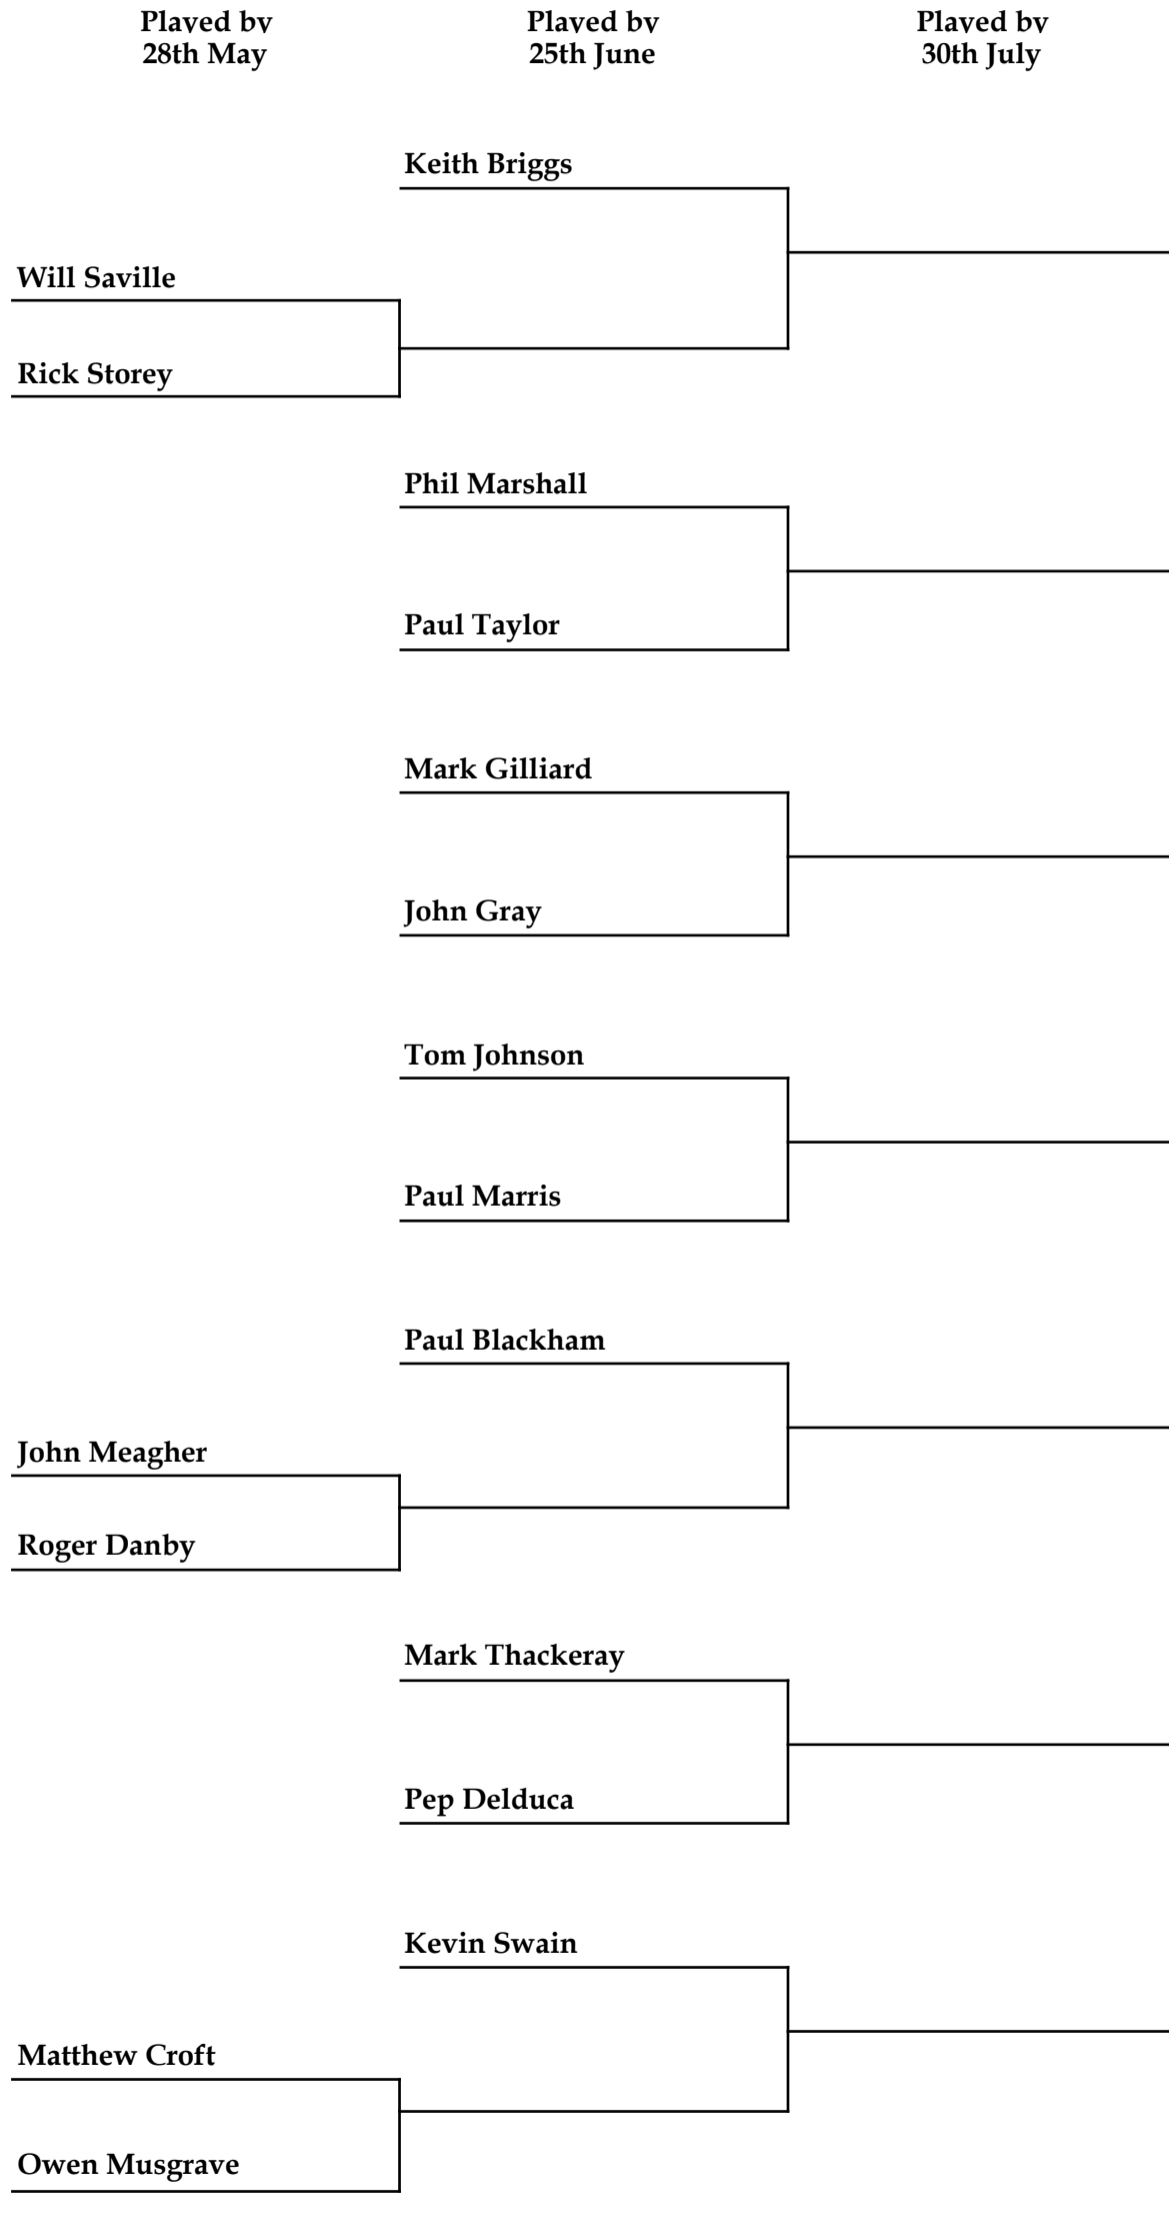 Played by
28th May
Played by
25th June
Played by
30th July
Keith Briggs
Will Saville
Rick Storey
Phil Marshall
Paul Taylor
Mark Gilliard
John Gray
Tom Johnson
Paul Marris
Paul Blackham
John Meagher
Roger Danby
Mark Thackeray
Pep Delduca
Kevin Swain
Matthew Croft
Owen Musgrave